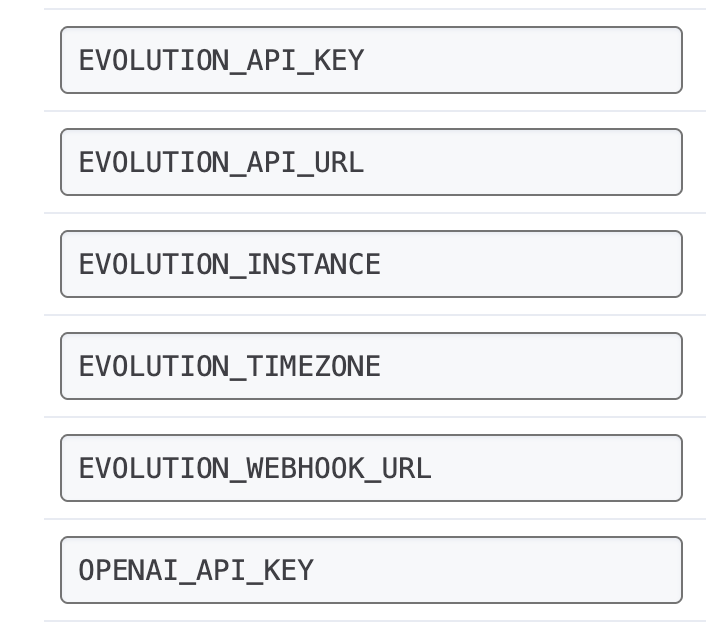 EVOLUTION_API_KEY
EVOLUTION_API_URL
EVOLUTION_INSTANCE
EVOLUTION_TIMEZONE
EVOLUTION_WEBHOOK_URL
OPENAI_API_KEY